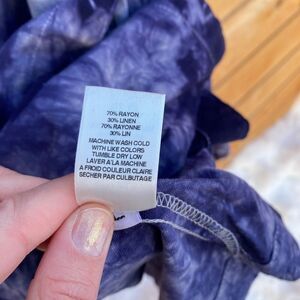 70% RAYON
30% LINEN
70% RAYONNE
30% LIN
MACHINE WASH COLD
WITH LIKE COLORS
TUMBLE DRY LOW
LAVER A'LA MACHINE
A FROID COULEUR CLAIRE
SECHER PAR CULBUTAGE